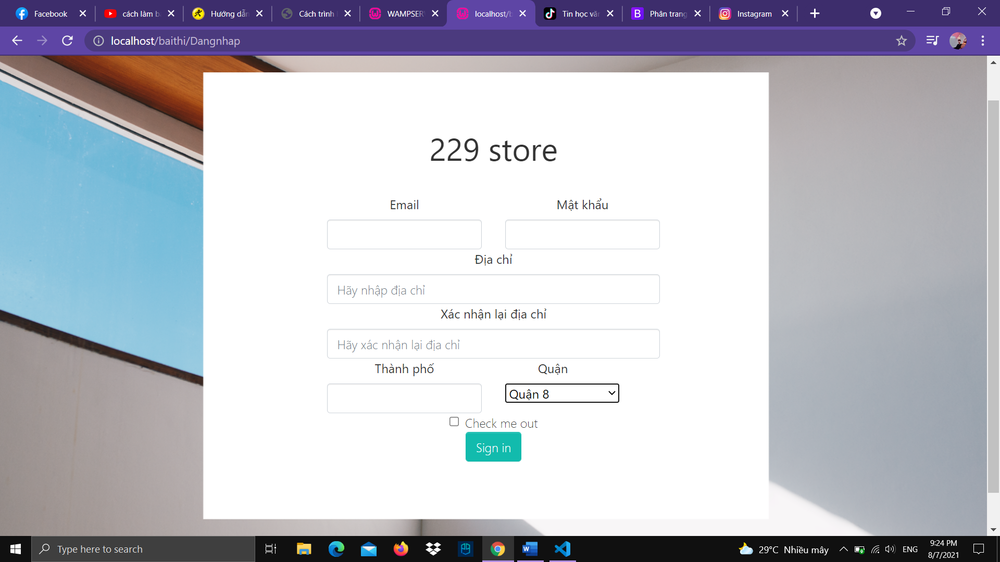 Facebook
cách làm b
Hướng dẫn
Cách trình
WAMPSER
localhost/b
Tin học vă
Phân trang
Instagram
localhost/baithi/Dangnhap
229 store
Email
Mật khẩu
Địa chỉ
Hãy nhập địa chỉ
Xác nhận lại địa chỉ
Hãy xác nhận lại địa chỉ
Thành phố
Quận
Quận 8
Check me out
Sign in
Type here to search
29°C Nhiều mây
ENG
9:24 PM
8/7/2021